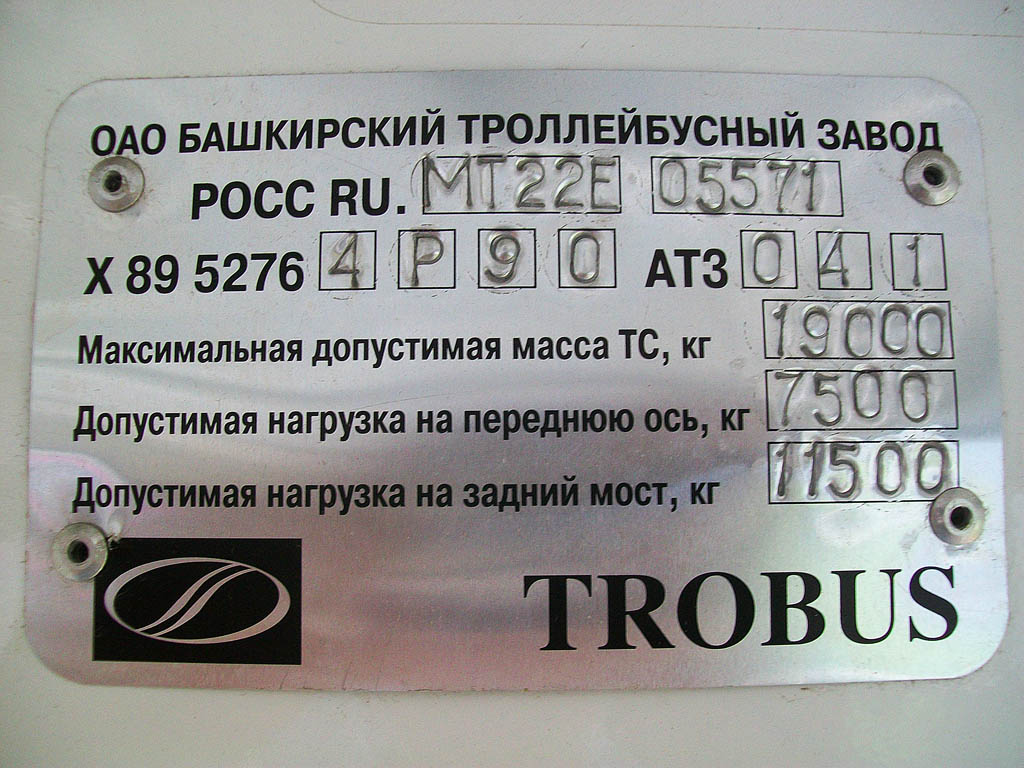 ОАО БАШКИРСКИЙ ТРОЛЛЕЙБУСНЫЙ ЗАВОД
РОСС RU. МТ22Е 05571
X 89 5276 4 P 9 0 АТЗ 0 4 1
Максимальная допустимая масса ТС, кг 19000
Допустимая нагрузка на переднюю ось, кг 7500
Допустимая нагрузка на задний мост, кг 11500
TROBUS